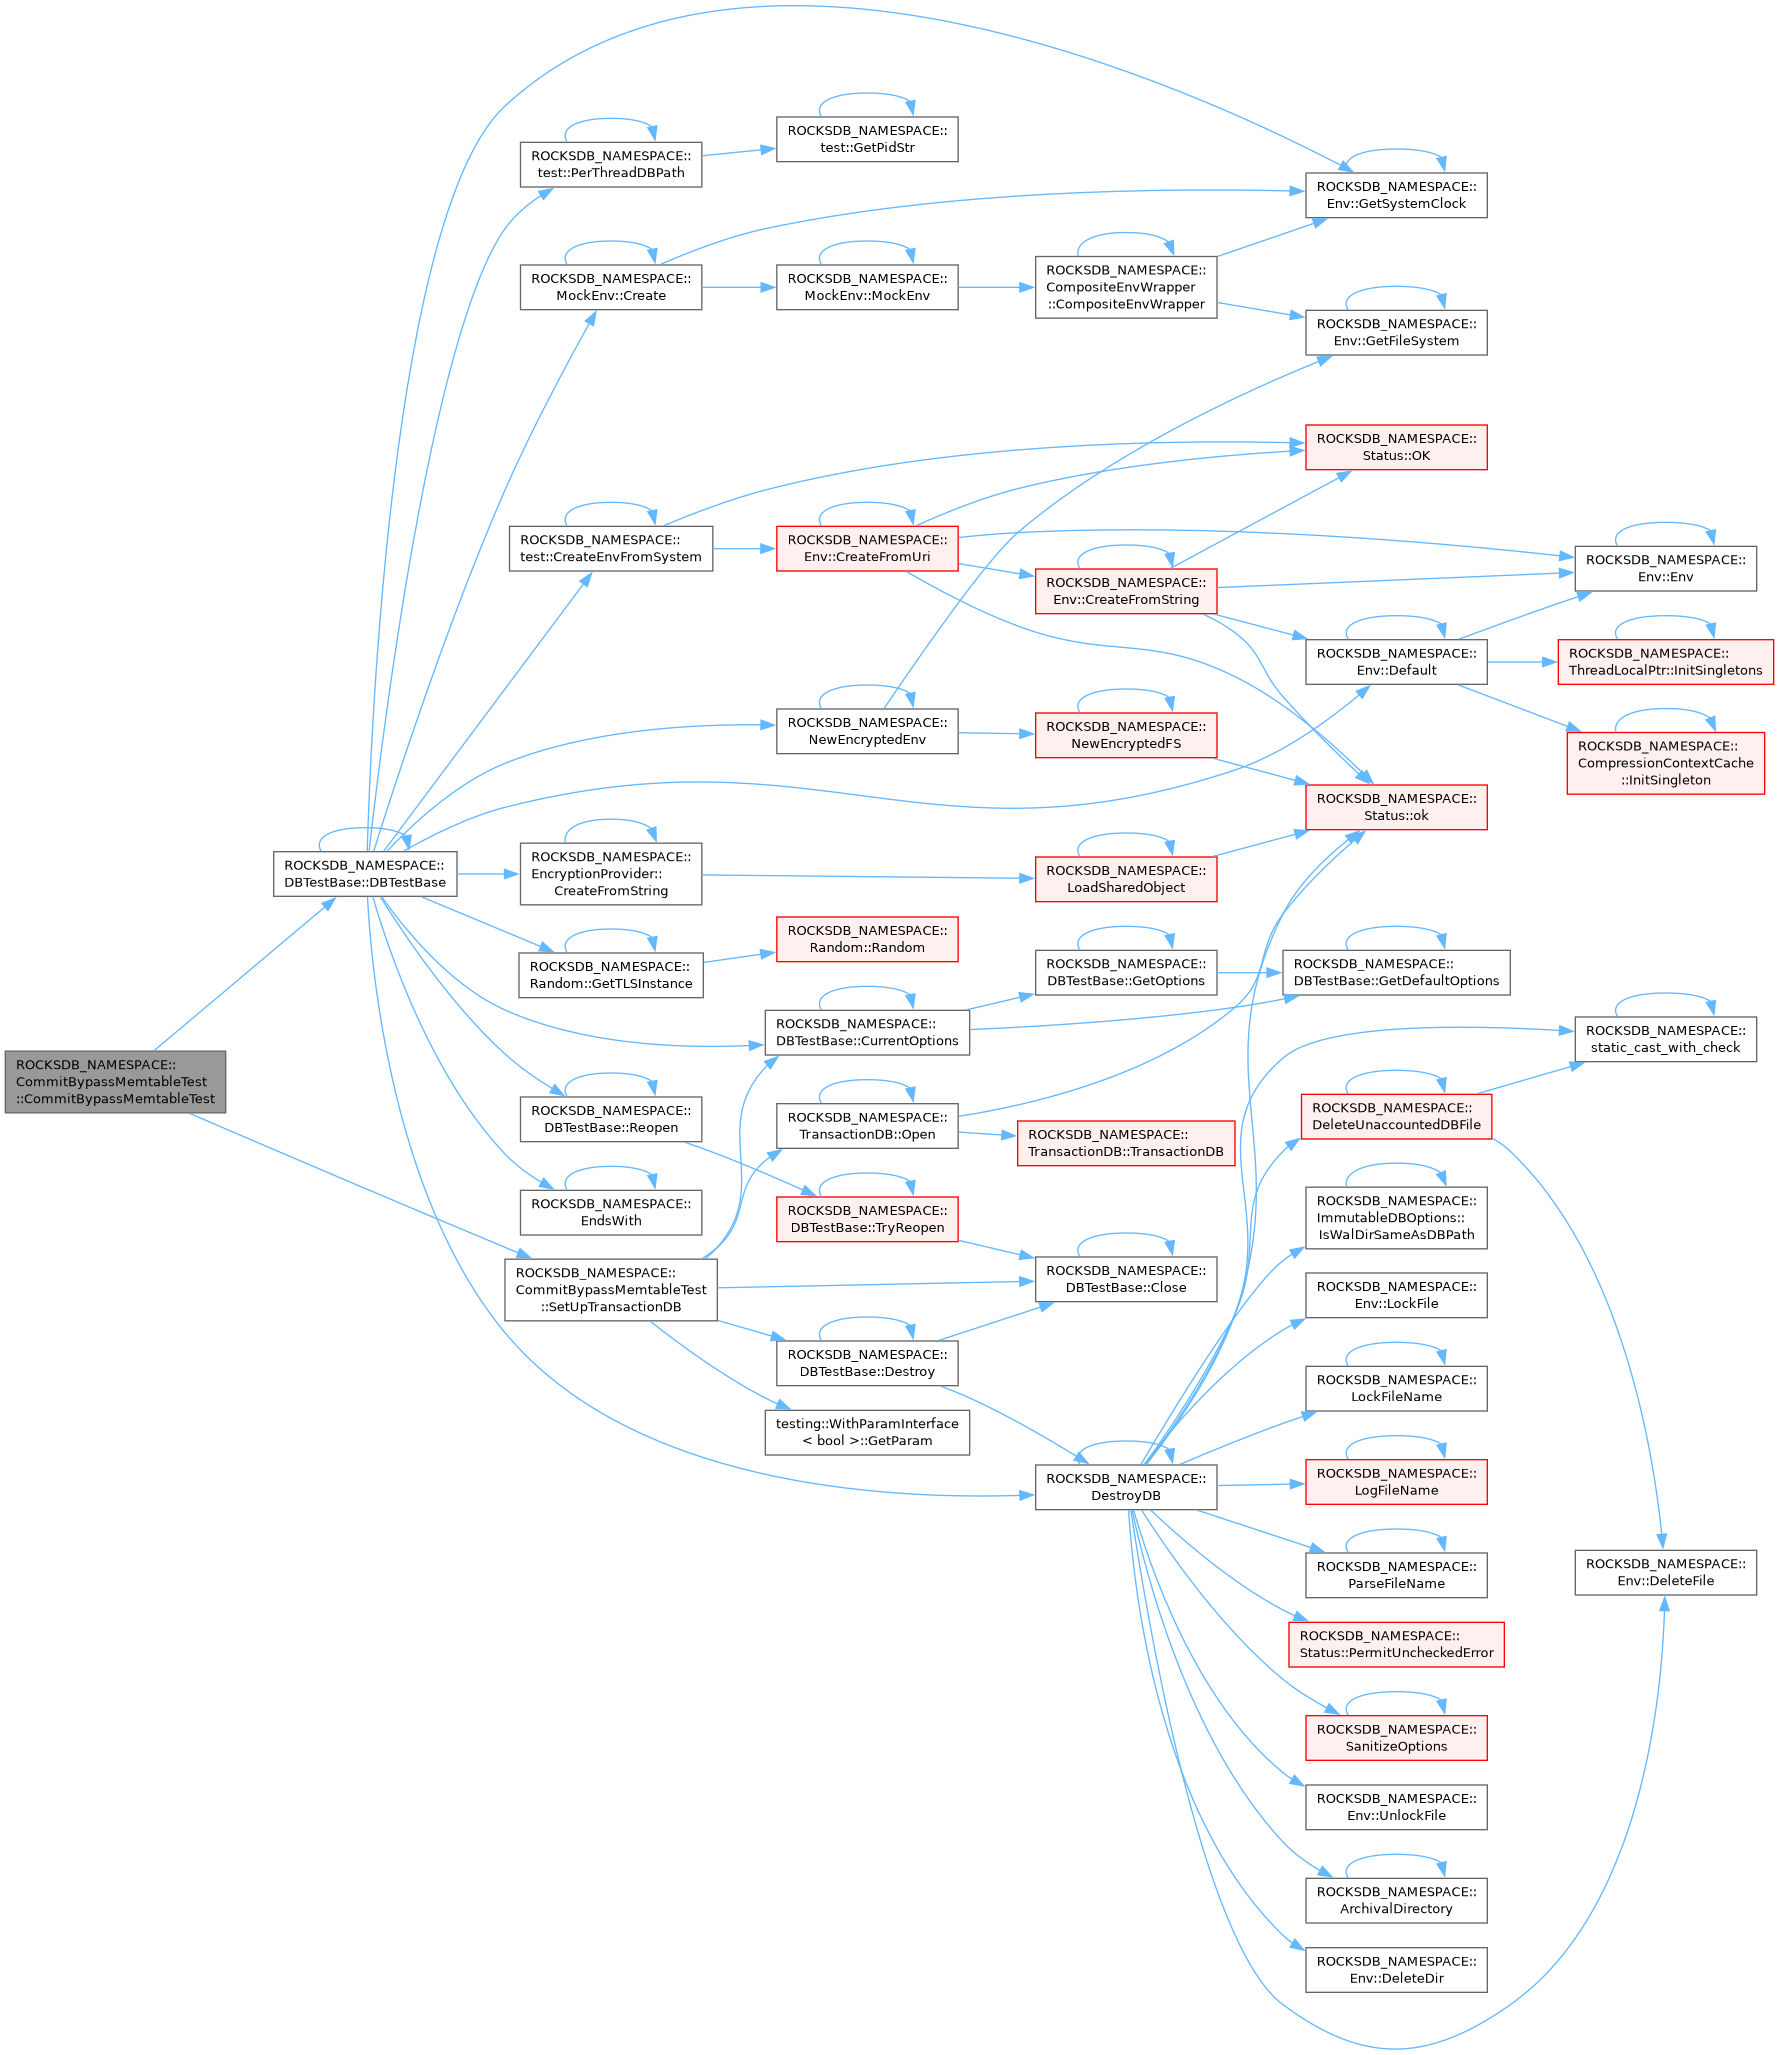 ROCKSDB_NAMESPACE::
CommitBypassMemtableTest
::CommitBypassMemtableTest
ROCKSDB_NAMESPACE::
DBTestBase::DBTestBase
ROCKSDB_NAMESPACE::
CommitBypassMemtableTest
::SetUpTransactionDB
ROCKSDB_NAMESPACE::
test::PerThreadDBPath
ROCKSDB_NAMESPACE::
MockEnv::Create
ROCKSDB_NAMESPACE::
test::CreateEnvFromSystem
ROCKSDB_NAMESPACE::
EncryptionProvider::
CreateFromString
ROCKSDB_NAMESPACE::
Random::GetTLSInstance
ROCKSDB_NAMESPACE::
DBTestBase::Reopen
ROCKSDB_NAMESPACE::
EndsWith
ROCKSDB_NAMESPACE::
test::GetPidStr
ROCKSDB_NAMESPACE::
MockEnv::MockEnv
ROCKSDB_NAMESPACE::
Env::CreateFromUri
ROCKSDB_NAMESPACE::
NewEncryptedEnv
ROCKSDB_NAMESPACE::
Random::Random
ROCKSDB_NAMESPACE::
DBTestBase::CurrentOptions
ROCKSDB_NAMESPACE::
TransactionDB::Open
ROCKSDB_NAMESPACE::
DBTestBase::TryReopen
ROCKSDB_NAMESPACE::
DBTestBase::Destroy
testing::WithParamInterface
< bool >::GetParam
ROCKSDB_NAMESPACE::
CompositeEnvWrapper
::CompositeEnvWrapper
ROCKSDB_NAMESPACE::
Env::CreateFromString
ROCKSDB_NAMESPACE::
NewEncryptedFS
ROCKSDB_NAMESPACE::
LoadSharedObject
ROCKSDB_NAMESPACE::
DBTestBase::GetOptions
ROCKSDB_NAMESPACE::
TransactionDB::TransactionDB
ROCKSDB_NAMESPACE::
DBTestBase::Close
ROCKSDB_NAMESPACE::
DestroyDB
ROCKSDB_NAMESPACE::
Env::GetSystemClock
ROCKSDB_NAMESPACE::
Env::GetFileSystem
ROCKSDB_NAMESPACE::
Status::OK
ROCKSDB_NAMESPACE::
Env::Default
ROCKSDB_NAMESPACE::
Status::ok
ROCKSDB_NAMESPACE::
DBTestBase::GetDefaultOptions
ROCKSDB_NAMESPACE::
DeleteUnaccountedDBFile
ROCKSDB_NAMESPACE::
ImmutableDBOptions::
IsWalDirSameAsDBPath
ROCKSDB_NAMESPACE::
Env::LockFile
ROCKSDB_NAMESPACE::
LockFileName
ROCKSDB_NAMESPACE::
LogFileName
ROCKSDB_NAMESPACE::
ParseFileName
ROCKSDB_NAMESPACE::
Status::PermitUncheckedError
ROCKSDB_NAMESPACE::
SanitizeOptions
ROCKSDB_NAMESPACE::
Env::UnlockFile
ROCKSDB_NAMESPACE::
ArchivalDirectory
ROCKSDB_NAMESPACE::
Env::DeleteDir
ROCKSDB_NAMESPACE::
Env::Env
ROCKSDB_NAMESPACE::
ThreadLocalPtr::InitSingletons
ROCKSDB_NAMESPACE::
CompressionContextCache
::InitSingleton
ROCKSDB_NAMESPACE::
static_cast_with_check
ROCKSDB_NAMESPACE::
Env::DeleteFile